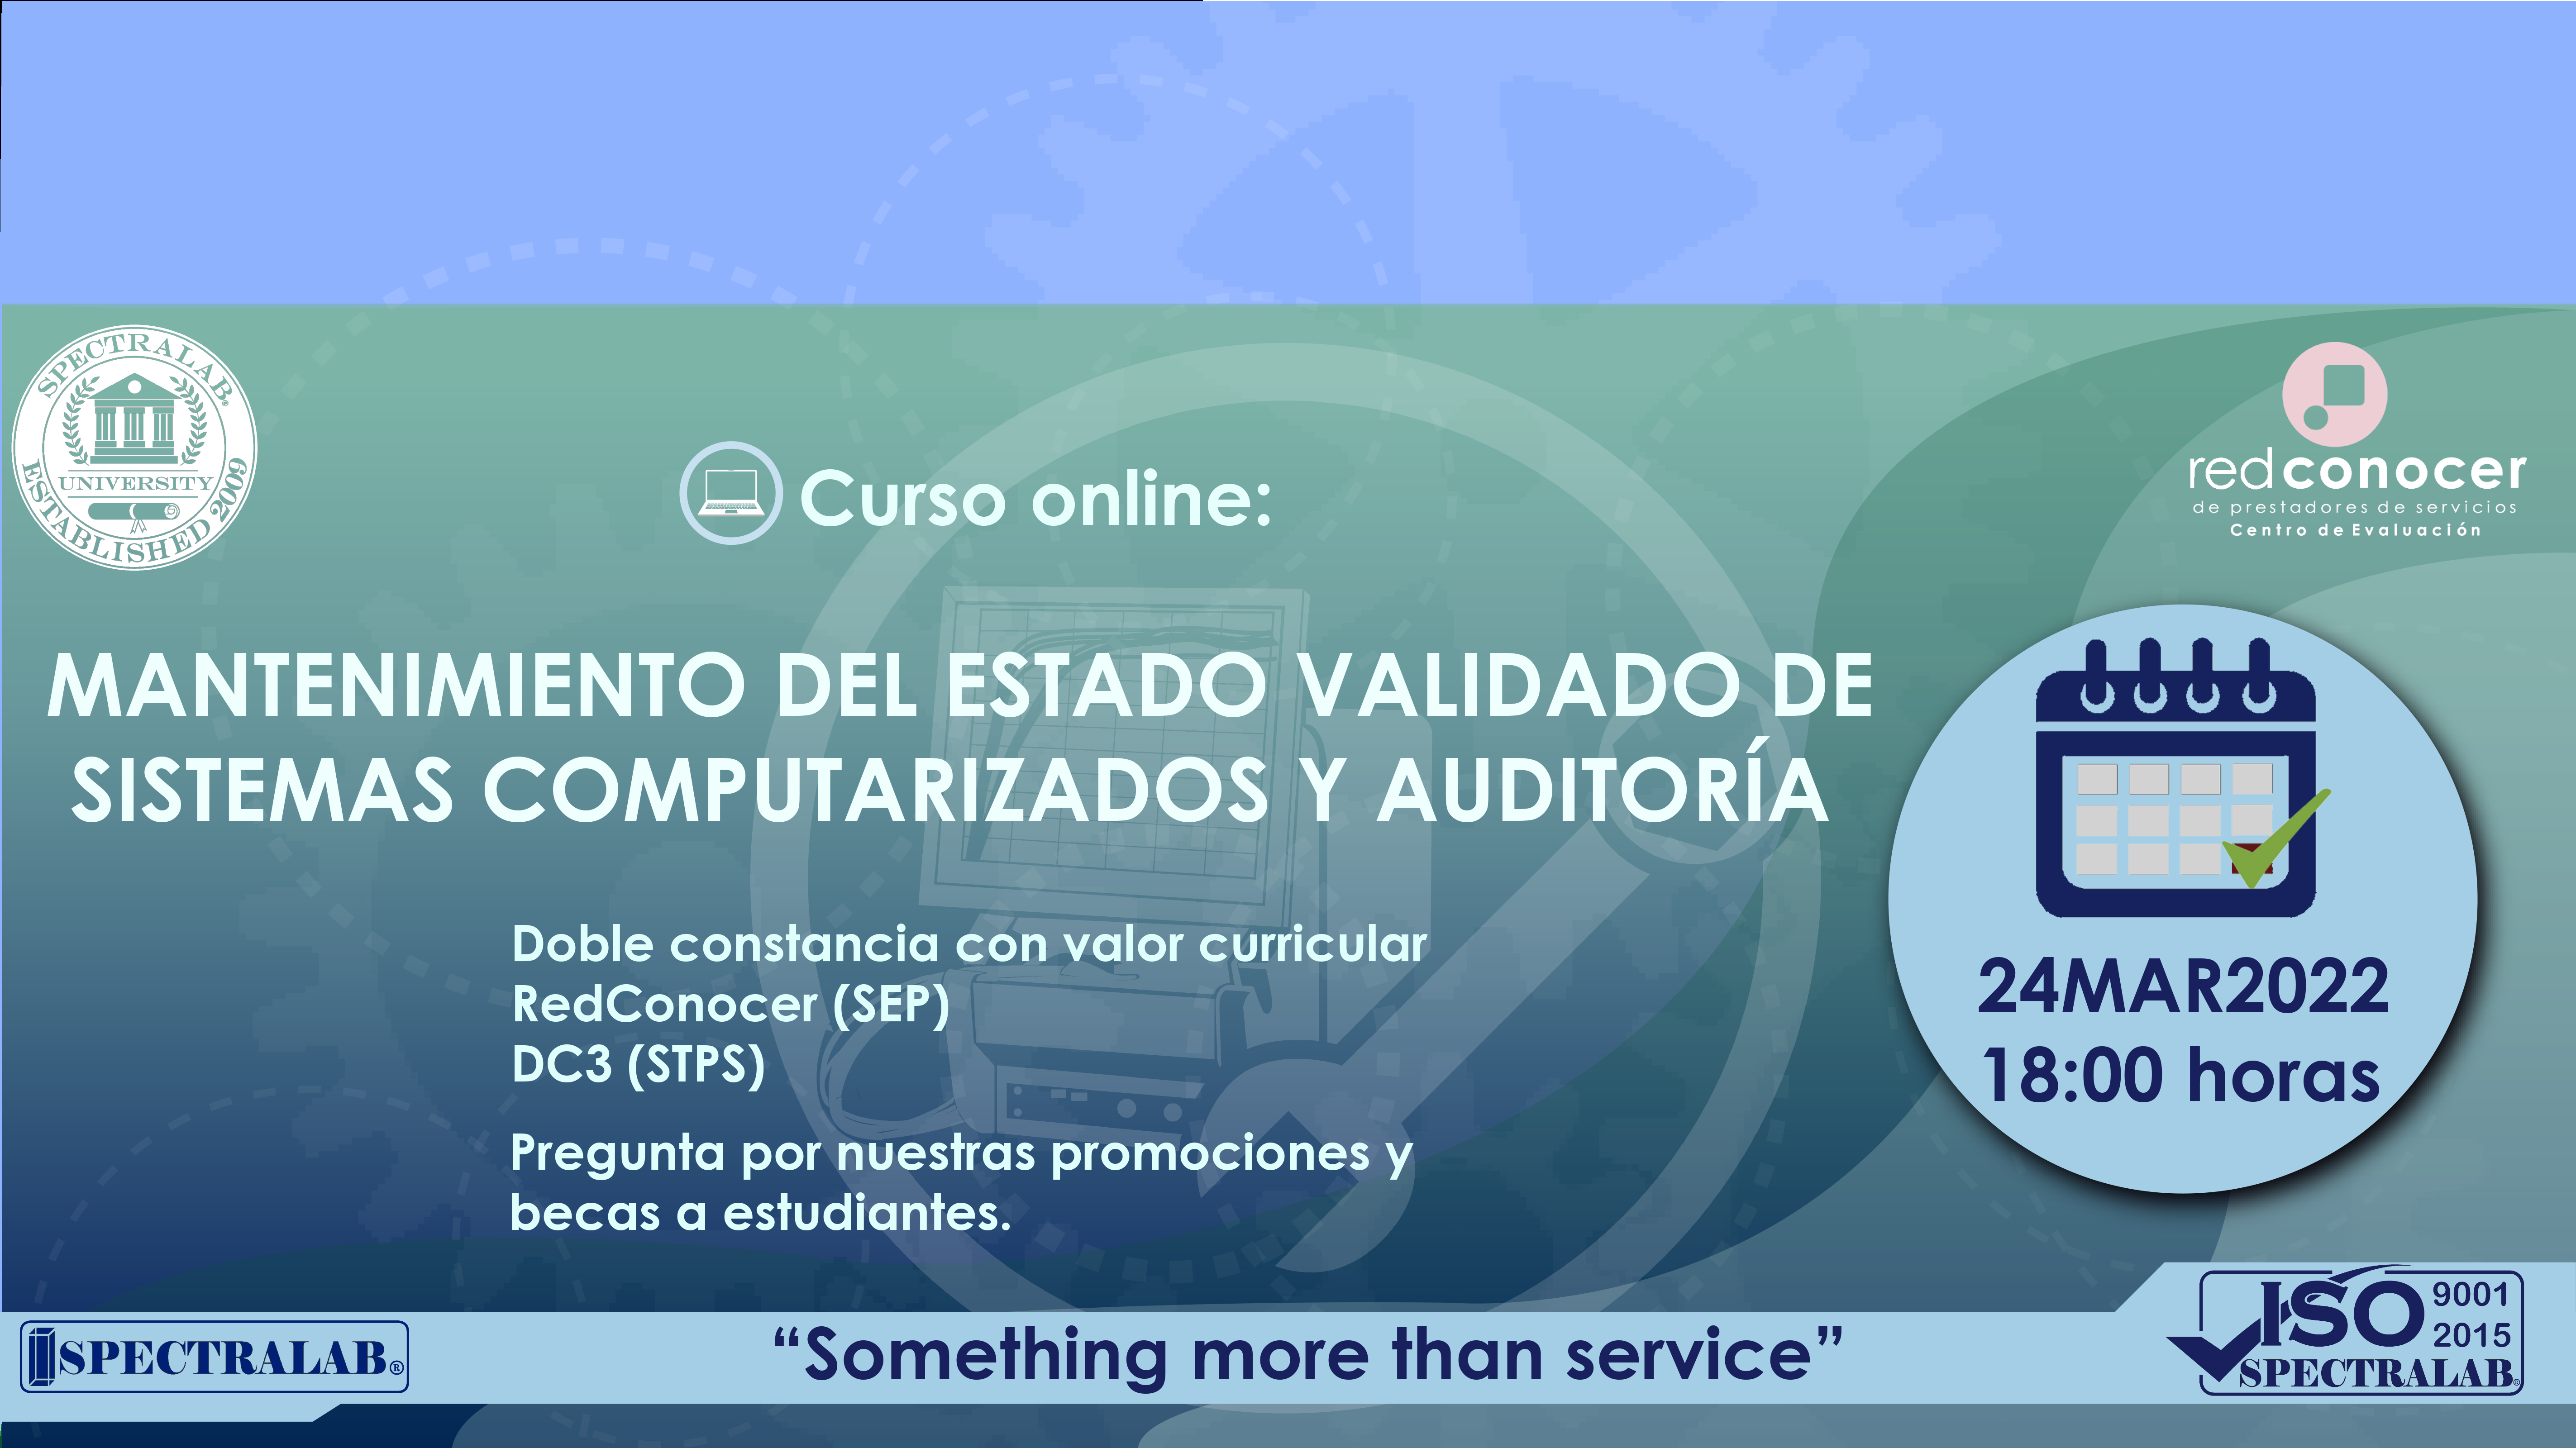 SPECTRALAB®
UNIVERSITY
ESTABLISHED 2009
redconocer
de prestadores de servicios
Centro de Evaluación
Curso online:
MANTENIMIENTO DEL ESTADO VALIDADO DE
SISTEMAS COMPUTARIZADOS Y AUDITORÍA
Doble constancia con valor curricular
RedConocer (SEP)
DC3 (STPS)
Pregunta por nuestras promociones y
becas a estudiantes.
24MAR2022
18:00 horas
SPECTRALAB®
“Something more than service”
ISO 9001
2015
SPECTRALAB®